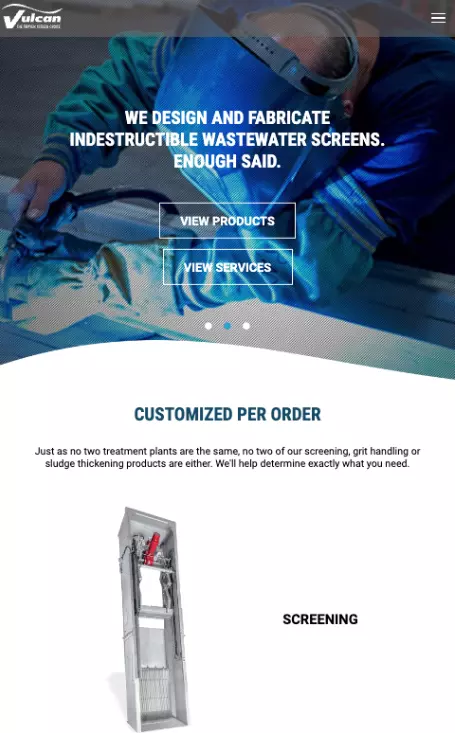 Vulcan
WE DESIGN AND FABRICATE
INDESTRUCTIBLE WASTEWATER SCREENS.
ENOUGH SAID.
VIEW PRODUCTS
VIEW SERVICES
CUSTOMIZED PER ORDER
Just as no two treatment plants are the same, no two of our screening, grit handling or
sludge thickening products are either. We'll help determine exactly what you need.
SCREENING